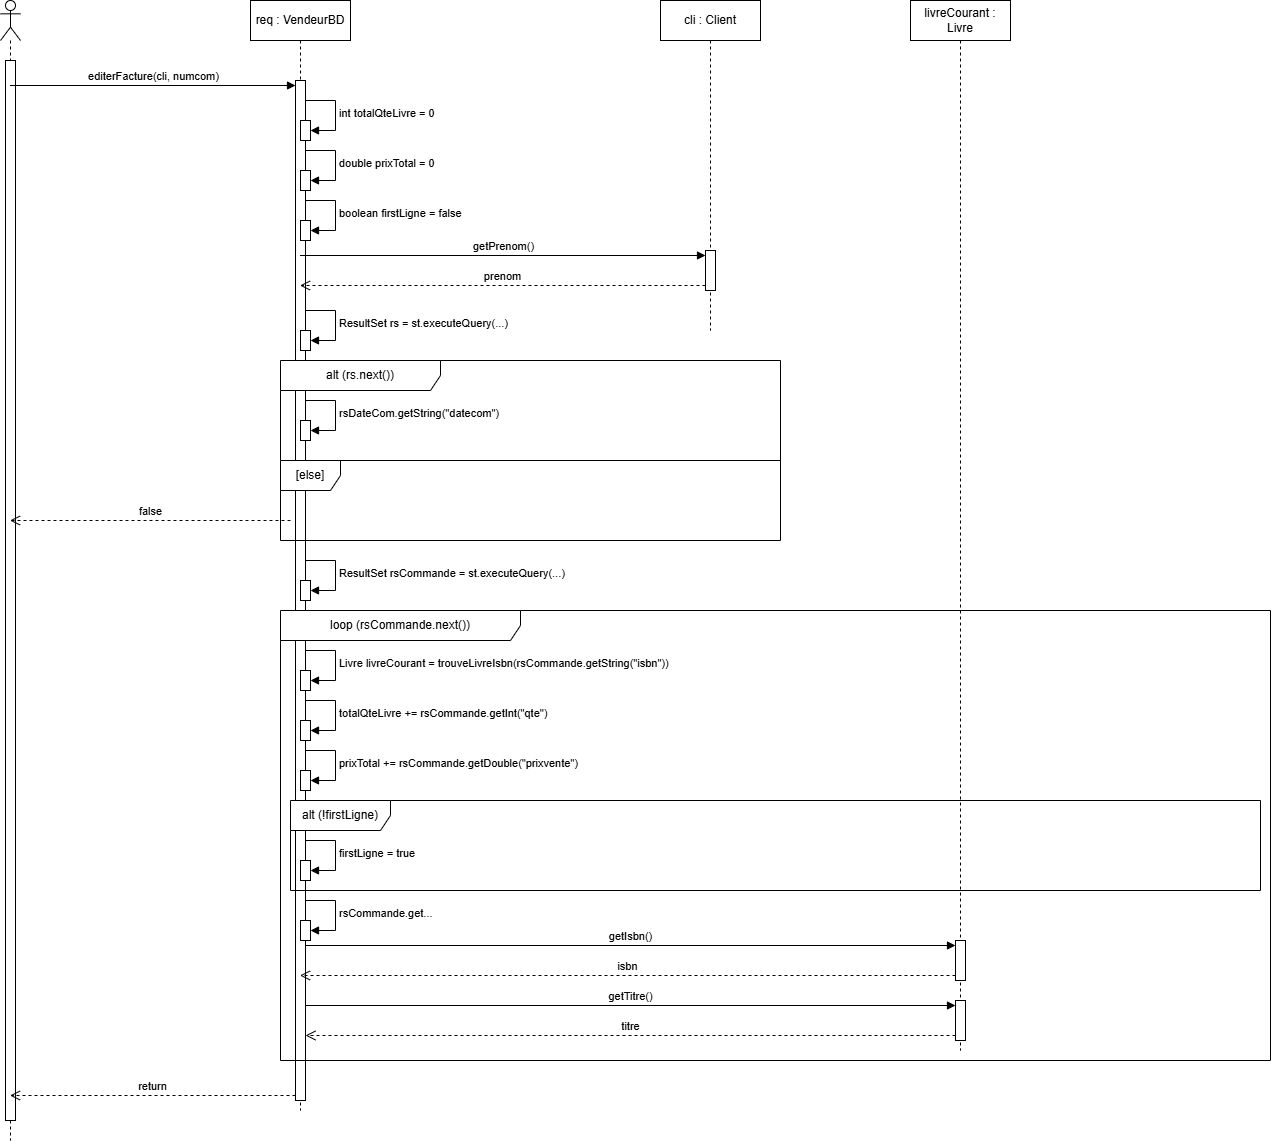 req : VendeurBD
cli : Client
livreCourant :
Livre
editerFacture(cli, numcom)
int totalQteLivre = 0
double prixTotal = 0
boolean firstLigne = false
getPrenom()
prenom
ResultSet rs = st.executeQuery(...)
alt (rs.next())
rsDateCom.getString("datecom")
[else]
false
ResultSet rsCommande = st.executeQuery(...)
loop (rsCommande.next())
Livre livreCourant = trouveLivreIsbn(rsCommande.getString("isbn"))
totalQteLivre += rsCommande.getInt("qte")
prixTotal += rsCommande.getDouble("prixvente")
alt (!firstLigne)
firstLigne = true
rsCommande.get...
getIsbn()
isbn
getTitre()
titre
return